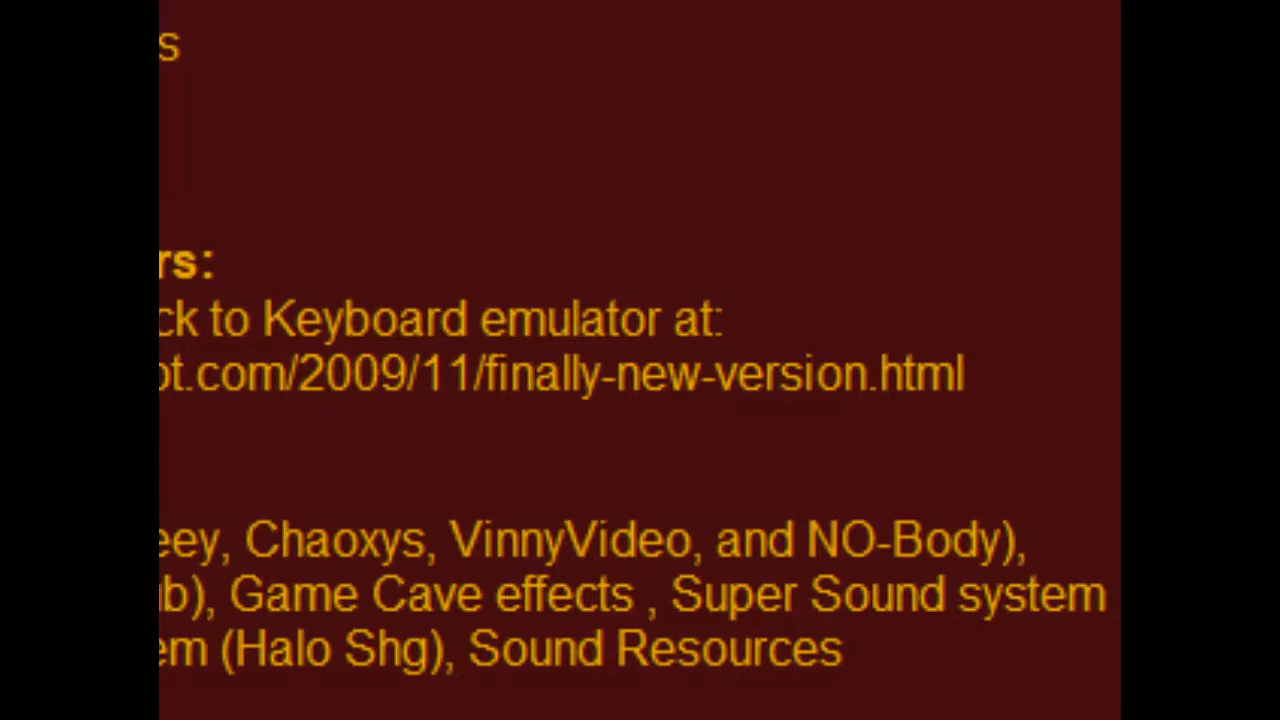 s
rs:
ck to Keyboard emulator at:
ot.com/2009/11/finally-new-version.html
eey, Chaoxys, VinnyVideo, and NO-Body),
ub), Game Cave effects , Super Sound system
em (Halo Shg), Sound Resources